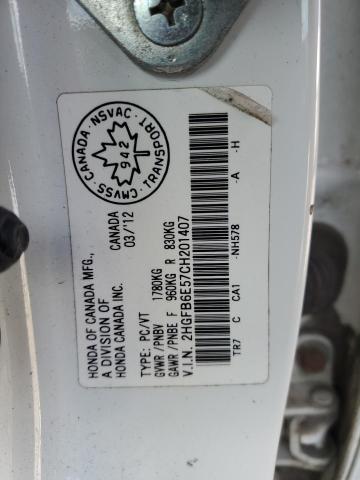 HONDA OF CANADA MFG.,
A DIVISION OF
HONDA CANADA INC.
CANADA
03/'12
CANADA · NSVAC · TRANSPORT · CMVSS
942
TYPE: PC/VT
GVWR/PNBV 1780KG
GAWR/PNBE F 960KG R 830KG
V.I.N. 2HGFB6E57CH201407
TR7 C CA1 -NH578 -A -H